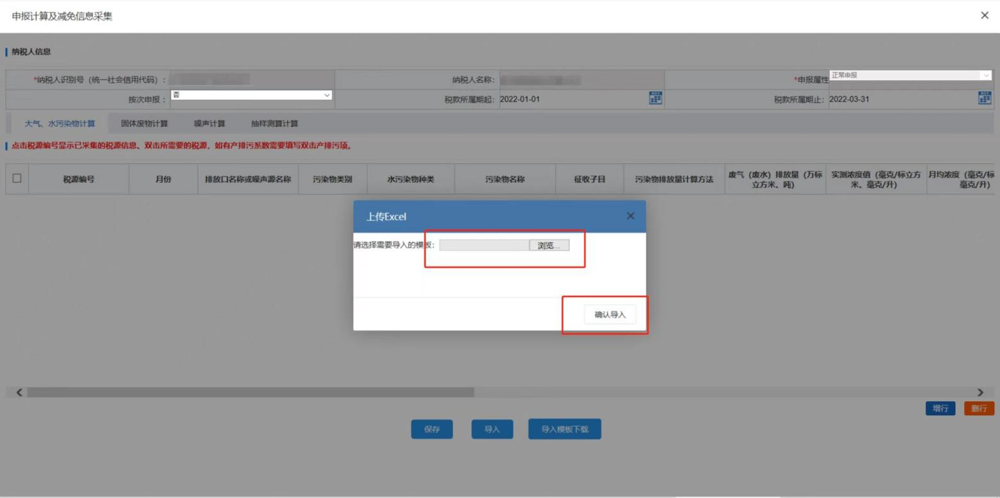 申报计算及减免信息采集
纳税人信息
*纳税人识别号（统一社会信用代码）：
纳税人名称：
*申报属性
正常申报
按次申报：
否
税款所属期起：
2022-01-01
税款所属期止：
2022-03-31
大气、水污染物计算
固体废物计算
噪声计算
抽样测算计算
点击税源编号显示已采集的税源信息、双击所需要的税源，如有产排污系数需要填写双击产排污项。
税源编号
月份
排放口名称或噪声源名称
污染物类别
水污染物种类
污染物名称
征收子目
污染物排放量计算方法
废气（废水）排放量（万标
立方米、吨）
实测浓度值（毫克/标立方
米、毫克/升）
月均浓度（毫克/标
毫克/升）
上传Excel
请选择需要导入的模板：
浏览...
确认导入
增行
删行
保存
导入
导入模板下载